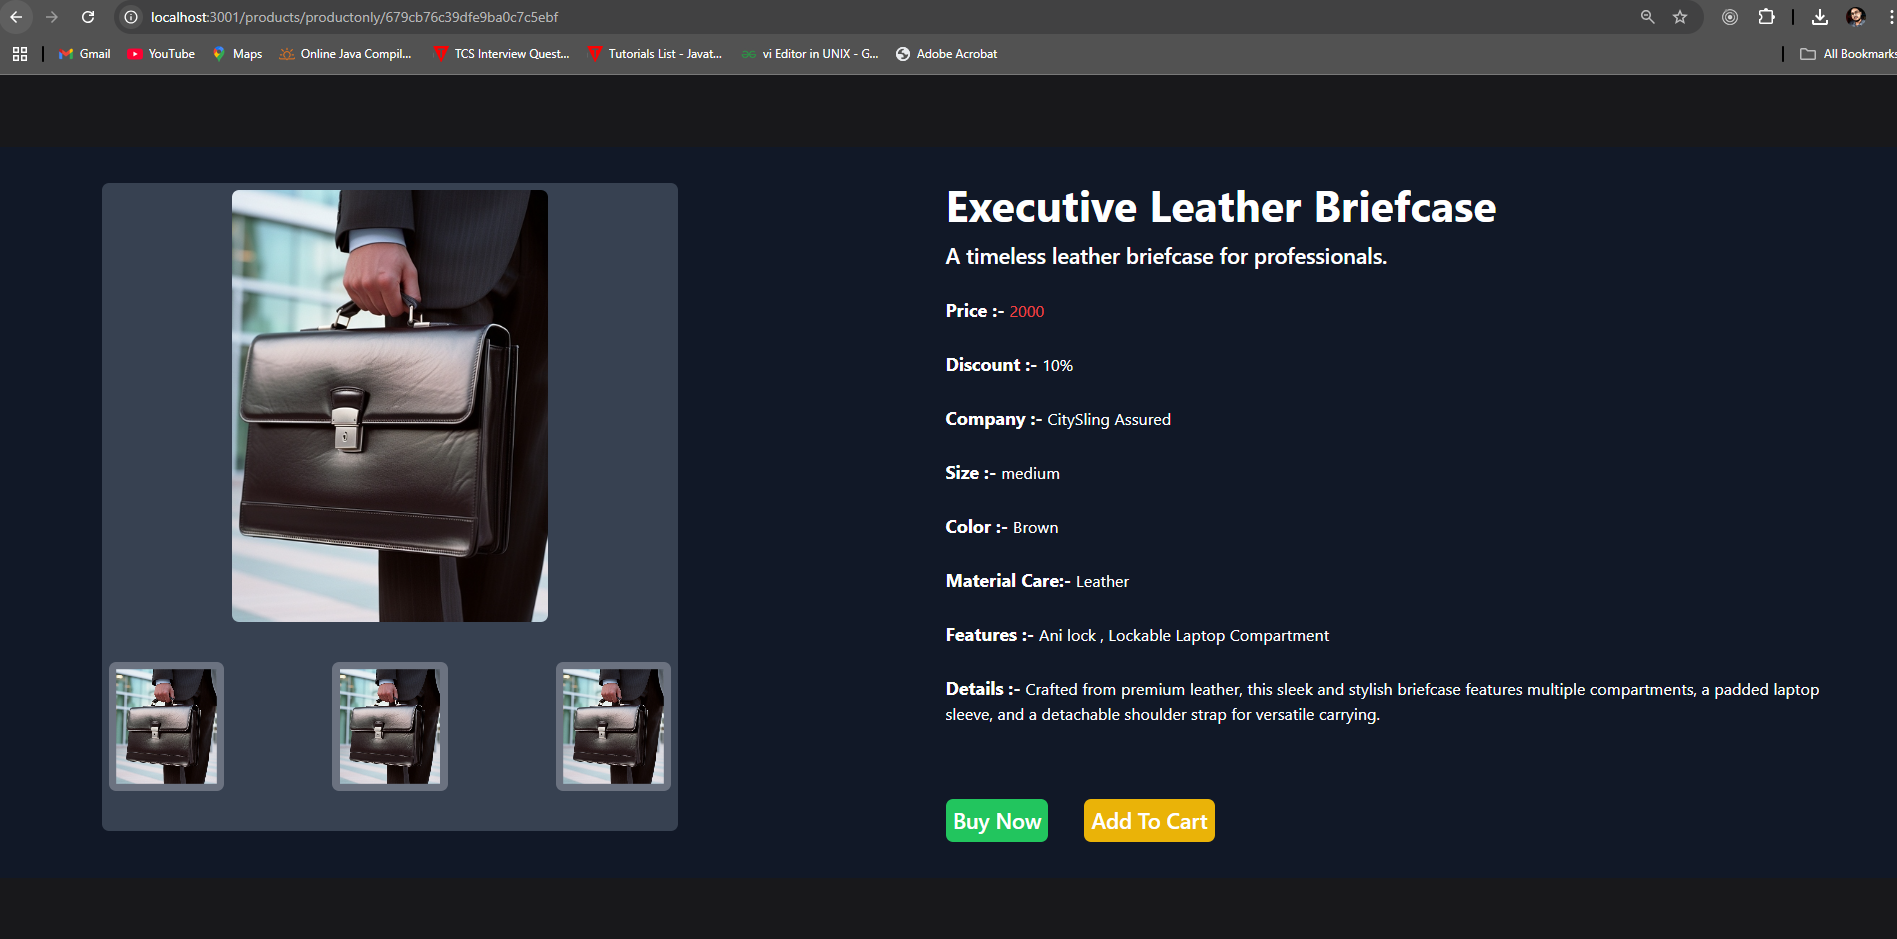 localhost:3001/products/productonly/679cb76c39dfe9ba0c7c5ebf
Gmail
YouTube
Maps
Online Java Compil...
TCS Interview Quest...
Tutorials List - Javat...
vi Editor in UNIX - G...
Adobe Acrobat
All Bookmarks
Executive Leather Briefcase
A timeless leather briefcase for professionals.
Price :- 2000
Discount :- 10%
Company :- CitySling Assured
Size :- medium
Color :- Brown
Material Care:- Leather
Features :- Ani lock , Lockable Laptop Compartment
Details :- Crafted from premium leather, this sleek and stylish briefcase features multiple compartments, a padded laptop
sleeve, and a detachable shoulder strap for versatile carrying.
Buy Now
Add To Cart